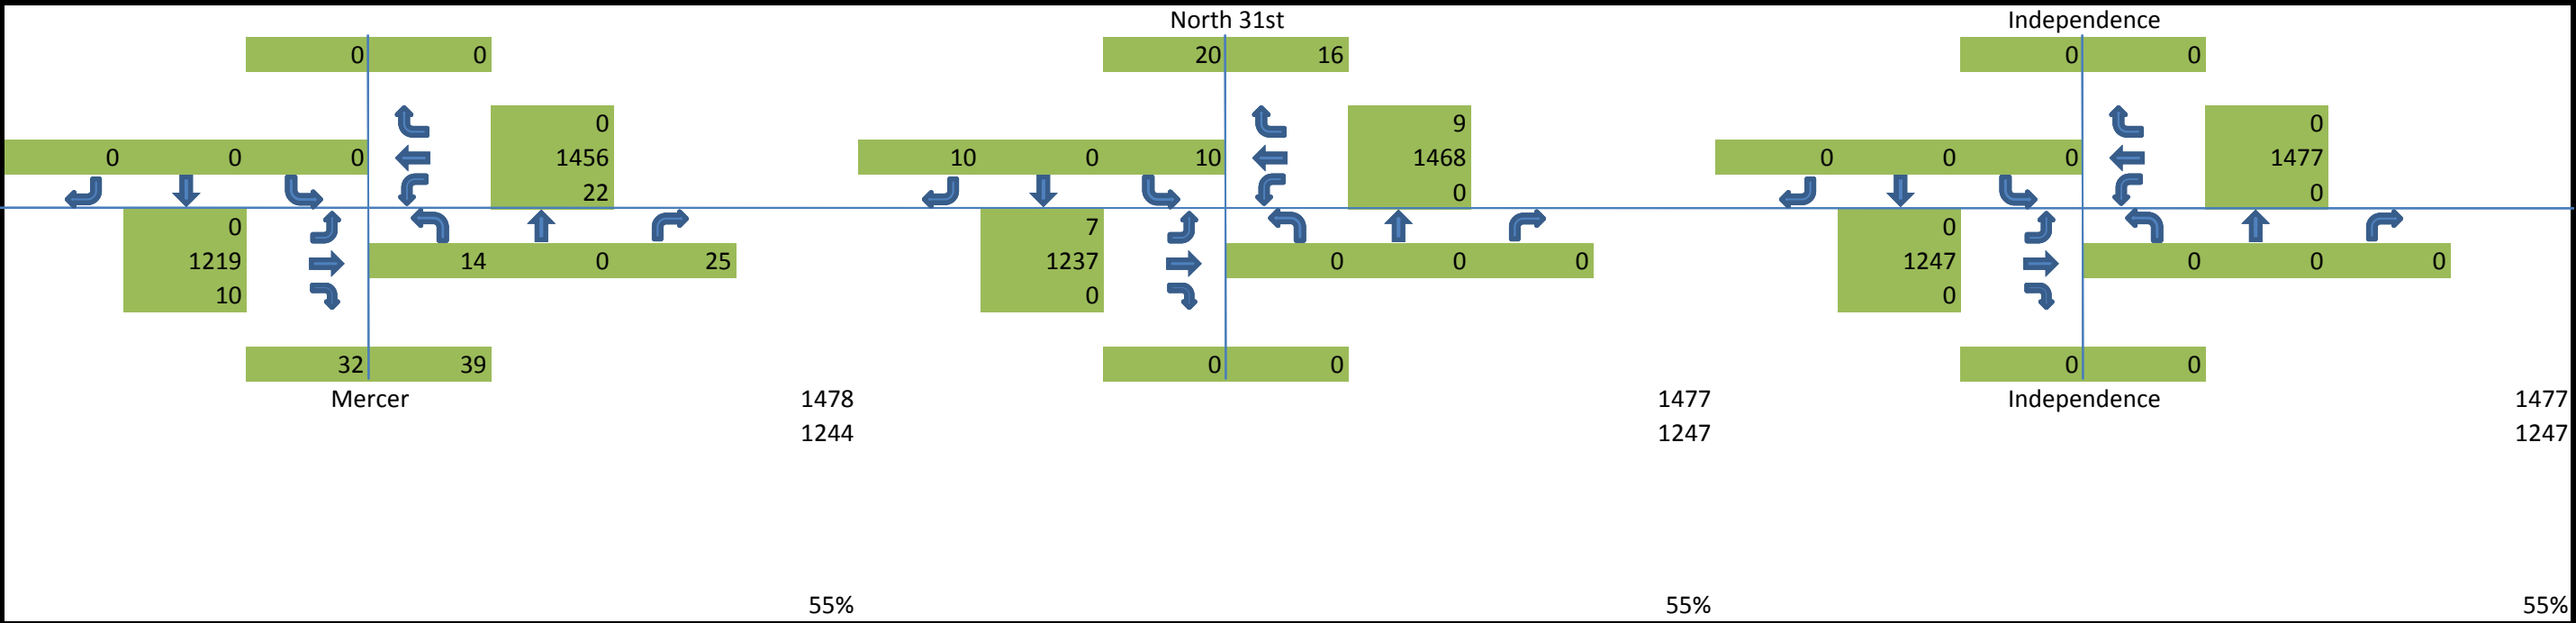 North 31st Independence
0 0 20 16 0 0
0 9 0
0 0 0 1456 10 0 10 1468 0 0 0 1477
22 0 0
0 7 0
1219 14 0 25 1237 0 0 0 1247 0 0 0
10 0 0
32 39 0 0 0 0
Mercer 1478 1477 Independence 1477
1244 1247 1247
55% 55% 55%